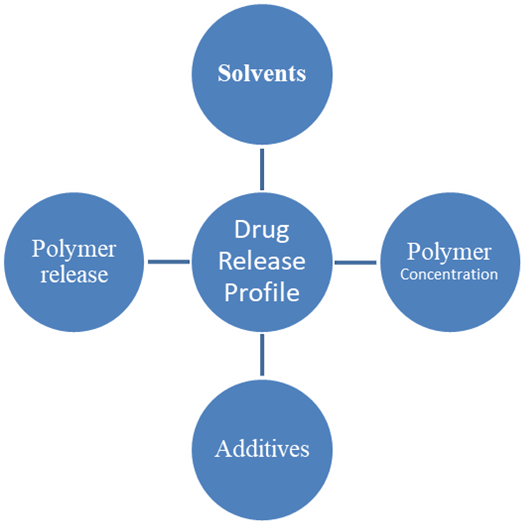 Solvents
Polymer
release
Drug
Release
Profile
Polymer
Concentration
Additives